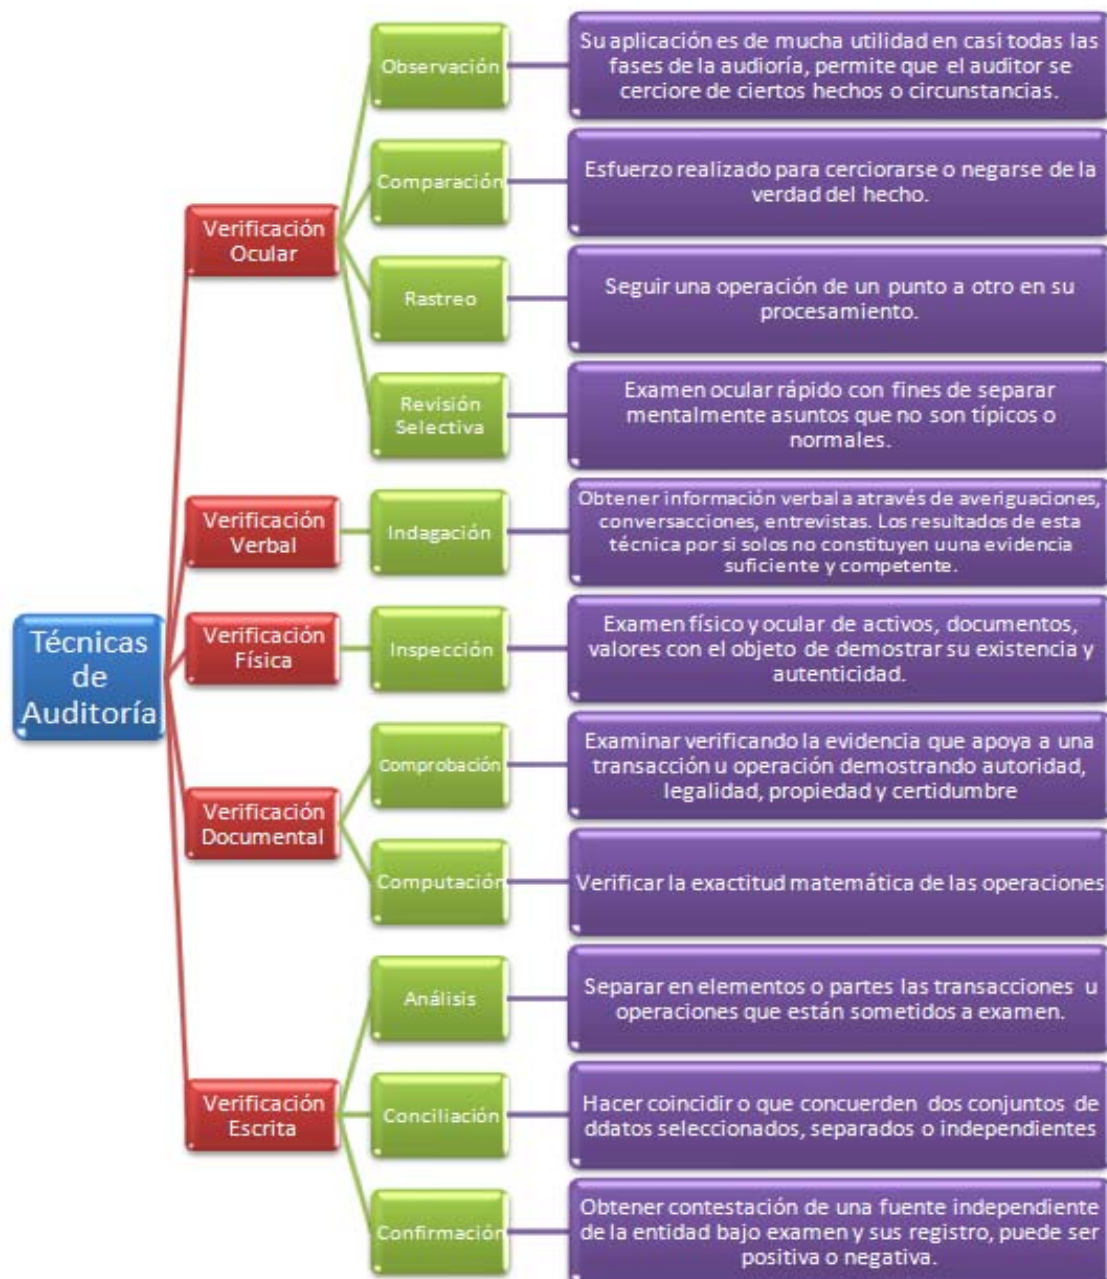 Técnicas
de
Auditoría
Verificación
Ocular
Observación
Su aplicación es de mucha utilidad en casi todas las
fases de la audioría, permite que el auditor se
cerciore de ciertos hechos o circunstancias.
Comparación
Esfuerzo realizado para cerciorarse o negarse de la
verdad del hecho.
Rastreo
Seguir una operación de un punto a otro en su
procesamiento.
Revisión
Selectiva
Examen ocular rápido con fines de separar
mentalmente asuntos que no son típicos o
normales.
Verificación
Verbal
Indagación
Obtener información verbal a através de averiguaciones,
conversacciones, entrevistas. Los resultados de esta
técnica por si solos no constituyen uuna evidencia
suficiente y competente.
Verificación
Física
Inspección
Examen físico y ocular de activos, documentos,
valores con el objeto de demostrar su existencia y
autenticidad.
Verificación
Documental
Comprobación
Examinar verificando la evidencia que apoya a una
transacción u operación demostrando autoridad,
legalidad, propiedad y certidumbre
Computación
Verificar la exactitud matemática de las operaciones
Verificación
Escrita
Análisis
Separar en elementos o partes las transacciones u
operaciones que están sometidos a examen.
Conciliación
Hacer coincidir o que concuerden dos conjuntos de
ddatos seleccionados, separados o independientes
Confirmación
Obtener contestación de una fuente independiente
de la entidad bajo examen y sus registro, puede ser
positiva o negativa.